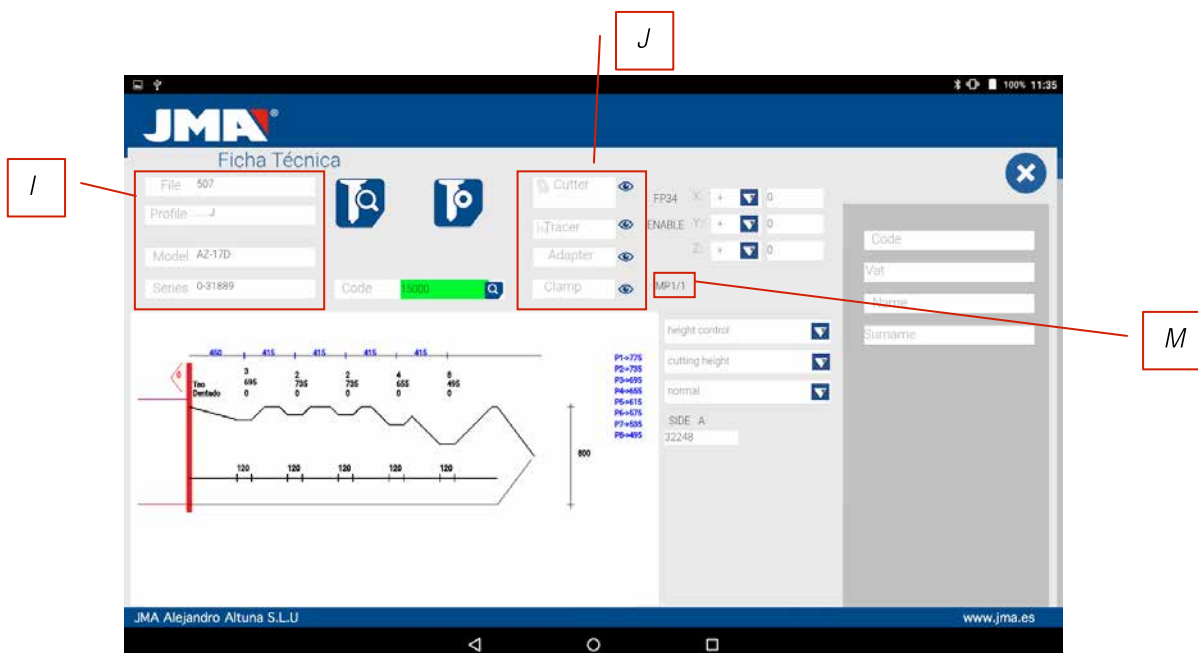 J
100% 11:35
JMA®
Ficha Técnica
I
File 507
Profile
Model AZ-17D
Series 0-31889
Code 15000
Cutter
Tracer
Adapter
Clamp
FP34 X: + 0
ENABLE Y: + 0
Z: + 0
MP1/1
M
Code
Vat
Name
Surname
height control
cutting height
normal
SIDE A
32248
450 415 415 415 415
0
3 2 2 4 8
Teo 695 735 735 655 495
Dentado 0 0 0 0 0
120 120 120 120 120
800
P1->775
P2->735
P3->695
P4->655
P5->615
P6->575
P7->535
P8->495
JMA Alejandro Altuna S.L.U
www.jma.es